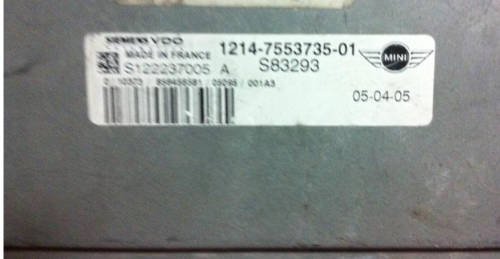 SIEMENS VDO
1214-7553735-01
MADE IN FRANCE
S83293
MINI
S122237005 A
05-04-05